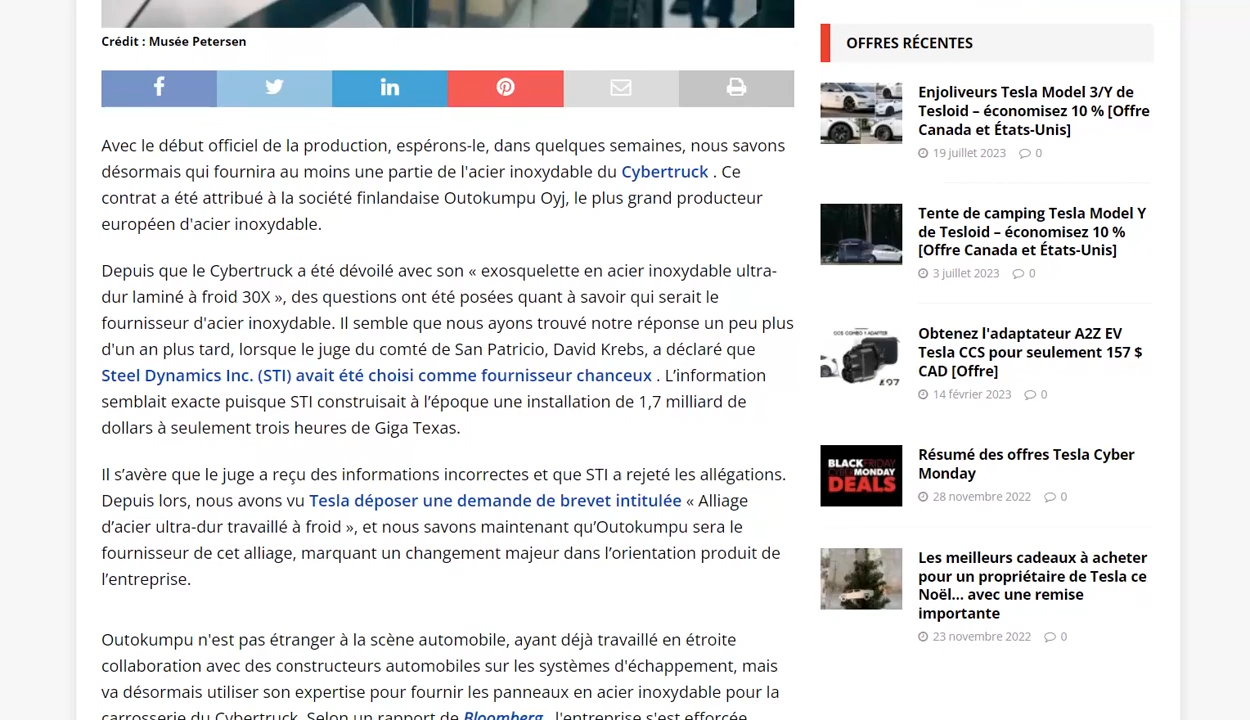 Crédit : Musée Petersen
Avec le début officiel de la production, espérons-le, dans quelques semaines, nous savons
désormais qui fournira au moins une partie de l'acier inoxydable du Cybertruck . Ce
contrat a été attribué à la société finlandaise Outokumpu Oyj, le plus grand producteur
européen d'acier inoxydable.
Depuis que le Cybertruck a été dévoilé avec son « exosquelette en acier inoxydable ultra-
dur laminé à froid 30X », des questions ont été posées quant à savoir qui serait le
fournisseur d'acier inoxydable. Il semble que nous ayons trouvé notre réponse un peu plus
d'un an plus tard, lorsque le juge du comté de San Patricio, David Krebs, a déclaré que
Steel Dynamics Inc. (STI) avait été choisi comme fournisseur chanceux . L’information
semblait exacte puisque STI construisait à l’époque une installation de 1,7 milliard de
dollars à seulement trois heures de Giga Texas.
Il s’avère que le juge a reçu des informations incorrectes et que STI a rejeté les allégations.
Depuis lors, nous avons vu Tesla déposer une demande de brevet intitulée « Alliage
d’acier ultra-dur travaillé à froid », et nous savons maintenant qu’Outokumpu sera le
fournisseur de cet alliage, marquant un changement majeur dans l’orientation produit de
l’entreprise.
Outokumpu n'est pas étranger à la scène automobile, ayant déjà travaillé en étroite
collaboration avec des constructeurs automobiles sur les systèmes d'échappement, mais
va désormais utiliser son expertise pour fournir les panneaux en acier inoxydable pour la
carrosserie du Cybertruck. Selon un rapport de Bloomberg , l'entreprise s'est efforcée
OFFRES RÉCENTES
Enjoliveurs Tesla Model 3/Y de
Tesloid – économisez 10 % [Offre
Canada et États-Unis]
19 juillet 2023 0
Tente de camping Tesla Model Y
de Tesloid – économisez 10 %
[Offre Canada et États-Unis]
3 juillet 2023 0
CCS COMBO 1 ADAPTER
A2Z
Obtenez l'adaptateur A2Z EV
Tesla CCS pour seulement 157 $
CAD [Offre]
14 février 2023 0
BLACK FRIDAY
CYBER MONDAY
DEALS
Résumé des offres Tesla Cyber
Monday
28 novembre 2022 0
Les meilleurs cadeaux à acheter
pour un propriétaire de Tesla ce
Noël... avec une remise
importante
23 novembre 2022 0